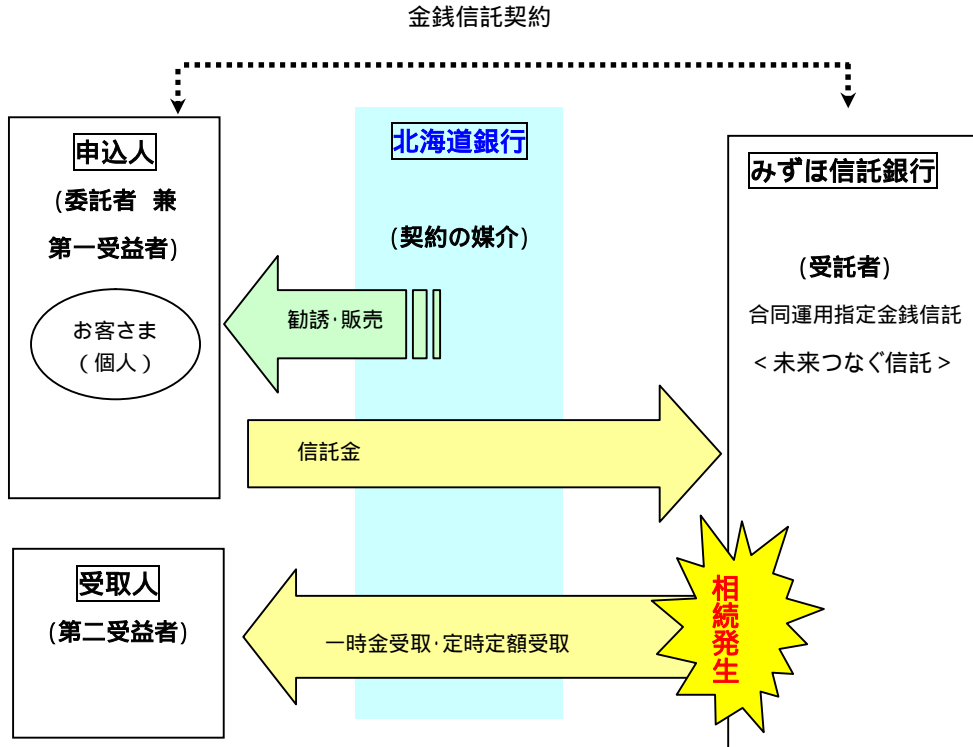 金銭信託契約
申込人
(委託者 兼
第一受益者)
お客さま
(個人)
北海道銀行
(契約の媒介)
勧誘・販売
みずほ信託銀行
(受託者)
合同運用指定金銭信託
<未来つなぐ信託>
信託金
受取人
(第二受益者)
一時金受取・定時定額受取
相続発生